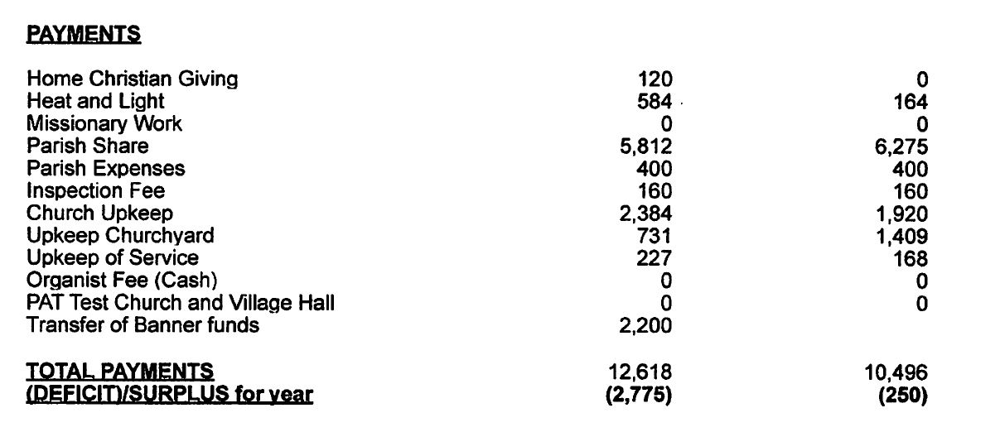 PAYMENTS
Home Christian Giving 120 0
Heat and Light 584 164
Missionary Work 0 0
Parish Share 5,812 6,275
Parish Expenses 400 400
Inspection Fee 160 160
Church Upkeep 2,384 1,920
Upkeep Churchyard 731 1,409
Upkeep of Service 227 168
Organist Fee (Cash) 0 0
PAT Test Church and Village Hall 0 0
Transfer of Banner funds 2,200
TOTAL PAYMENTS 12,618 10,496
(DEFICIT)/SURPLUS for year (2,775) (250)